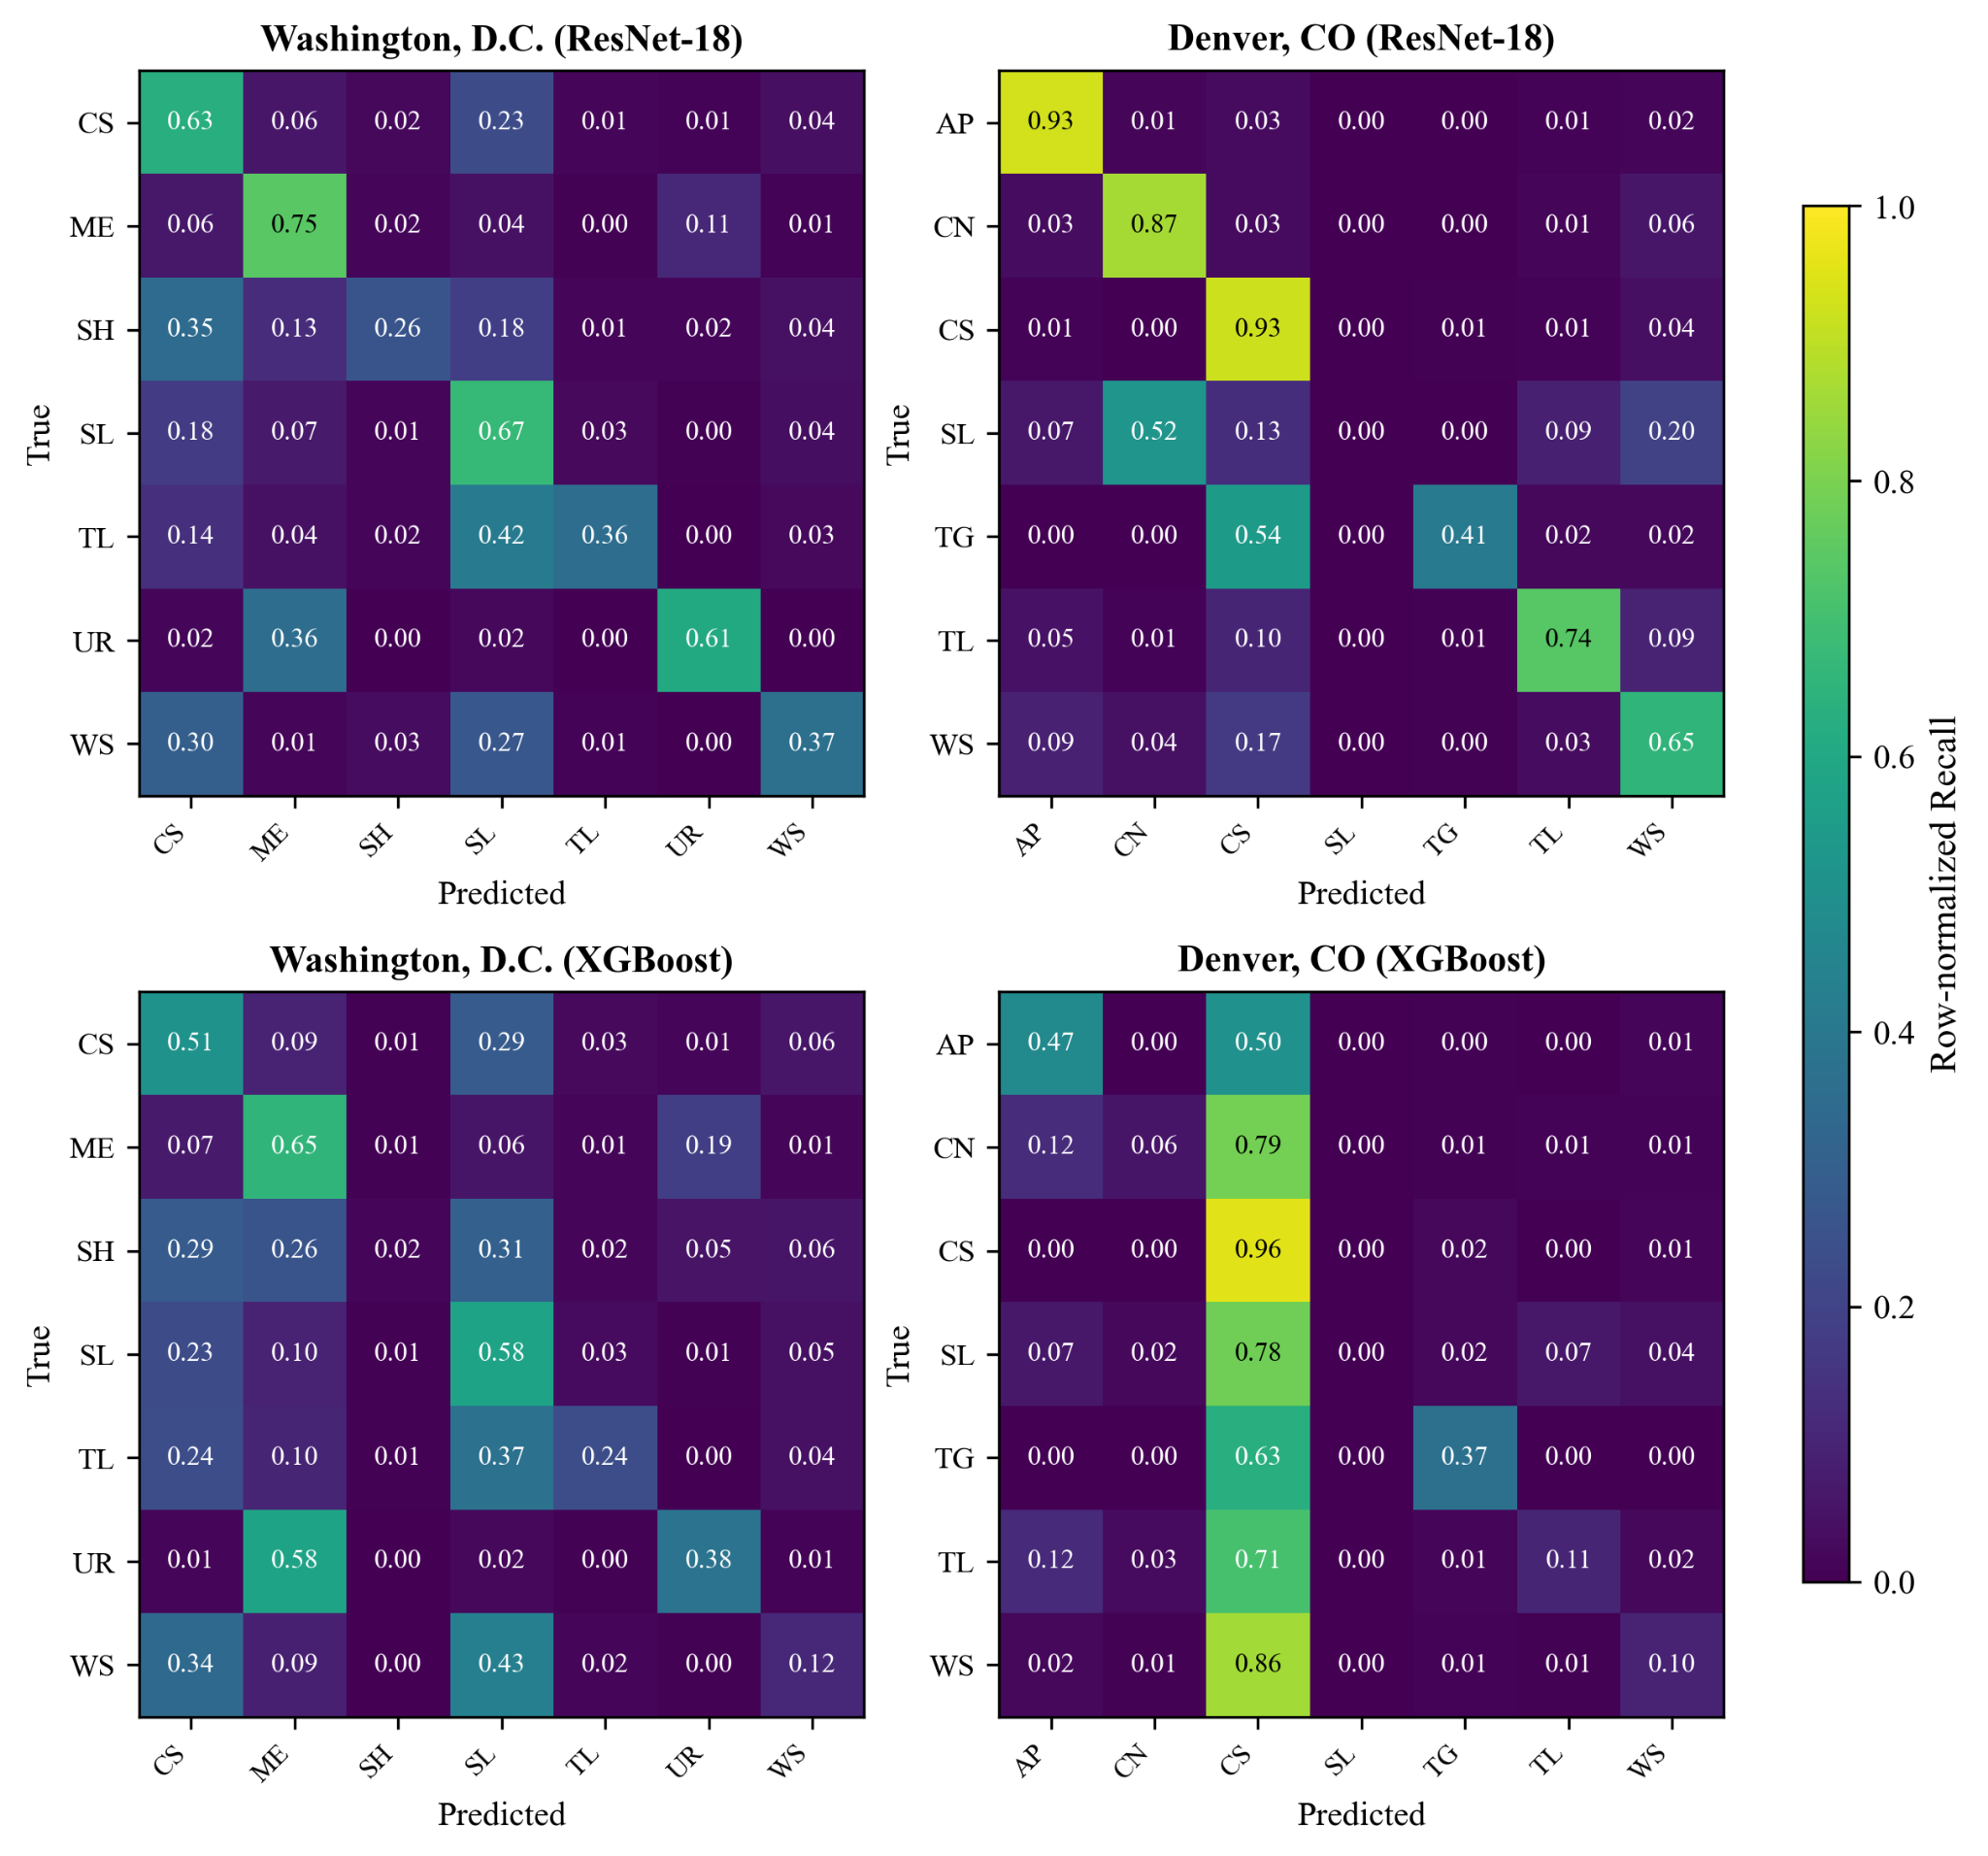 Washington, D.C. (ResNet-18)
CS 0.63 0.06 0.02 0.23 0.01 0.01 0.04
ME 0.06 0.75 0.02 0.04 0.00 0.11 0.01
SH 0.35 0.13 0.26 0.18 0.01 0.02 0.04
SL 0.18 0.07 0.01 0.67 0.03 0.00 0.04
TL 0.14 0.04 0.02 0.42 0.36 0.00 0.03
UR 0.02 0.36 0.00 0.02 0.00 0.61 0.00
WS 0.30 0.01 0.03 0.27 0.01 0.00 0.37
True
CS ME SH SL TL UR WS
Predicted
Denver, CO (ResNet-18)
AP 0.93 0.01 0.03 0.00 0.00 0.01 0.02
CN 0.03 0.87 0.03 0.00 0.00 0.01 0.06
CS 0.01 0.00 0.93 0.00 0.01 0.01 0.04
SL 0.07 0.52 0.13 0.00 0.00 0.09 0.20
TG 0.00 0.00 0.54 0.00 0.41 0.02 0.02
TL 0.05 0.01 0.10 0.00 0.01 0.74 0.09
WS 0.09 0.04 0.17 0.00 0.00 0.03 0.65
True
AP CN CS SL TG TL WS
Predicted
Washington, D.C. (XGBoost)
CS 0.51 0.09 0.01 0.29 0.03 0.01 0.06
ME 0.07 0.65 0.01 0.06 0.01 0.19 0.01
SH 0.29 0.26 0.02 0.31 0.02 0.05 0.06
SL 0.23 0.10 0.01 0.58 0.03 0.01 0.05
TL 0.24 0.10 0.01 0.37 0.24 0.00 0.04
UR 0.01 0.58 0.00 0.02 0.00 0.38 0.01
WS 0.34 0.09 0.00 0.43 0.02 0.00 0.12
True
CS ME SH SL TL UR WS
Predicted
Denver, CO (XGBoost)
AP 0.47 0.00 0.50 0.00 0.00 0.00 0.01
CN 0.12 0.06 0.79 0.00 0.01 0.01 0.01
CS 0.00 0.00 0.96 0.00 0.02 0.00 0.01
SL 0.07 0.02 0.78 0.00 0.02 0.07 0.04
TG 0.00 0.00 0.63 0.00 0.37 0.00 0.00
TL 0.12 0.03 0.71 0.00 0.01 0.11 0.02
WS 0.02 0.01 0.86 0.00 0.01 0.01 0.10
True
AP CN CS SL TG TL WS
Predicted
1.0
0.8
0.6
0.4
0.2
0.0
Row-normalized Recall